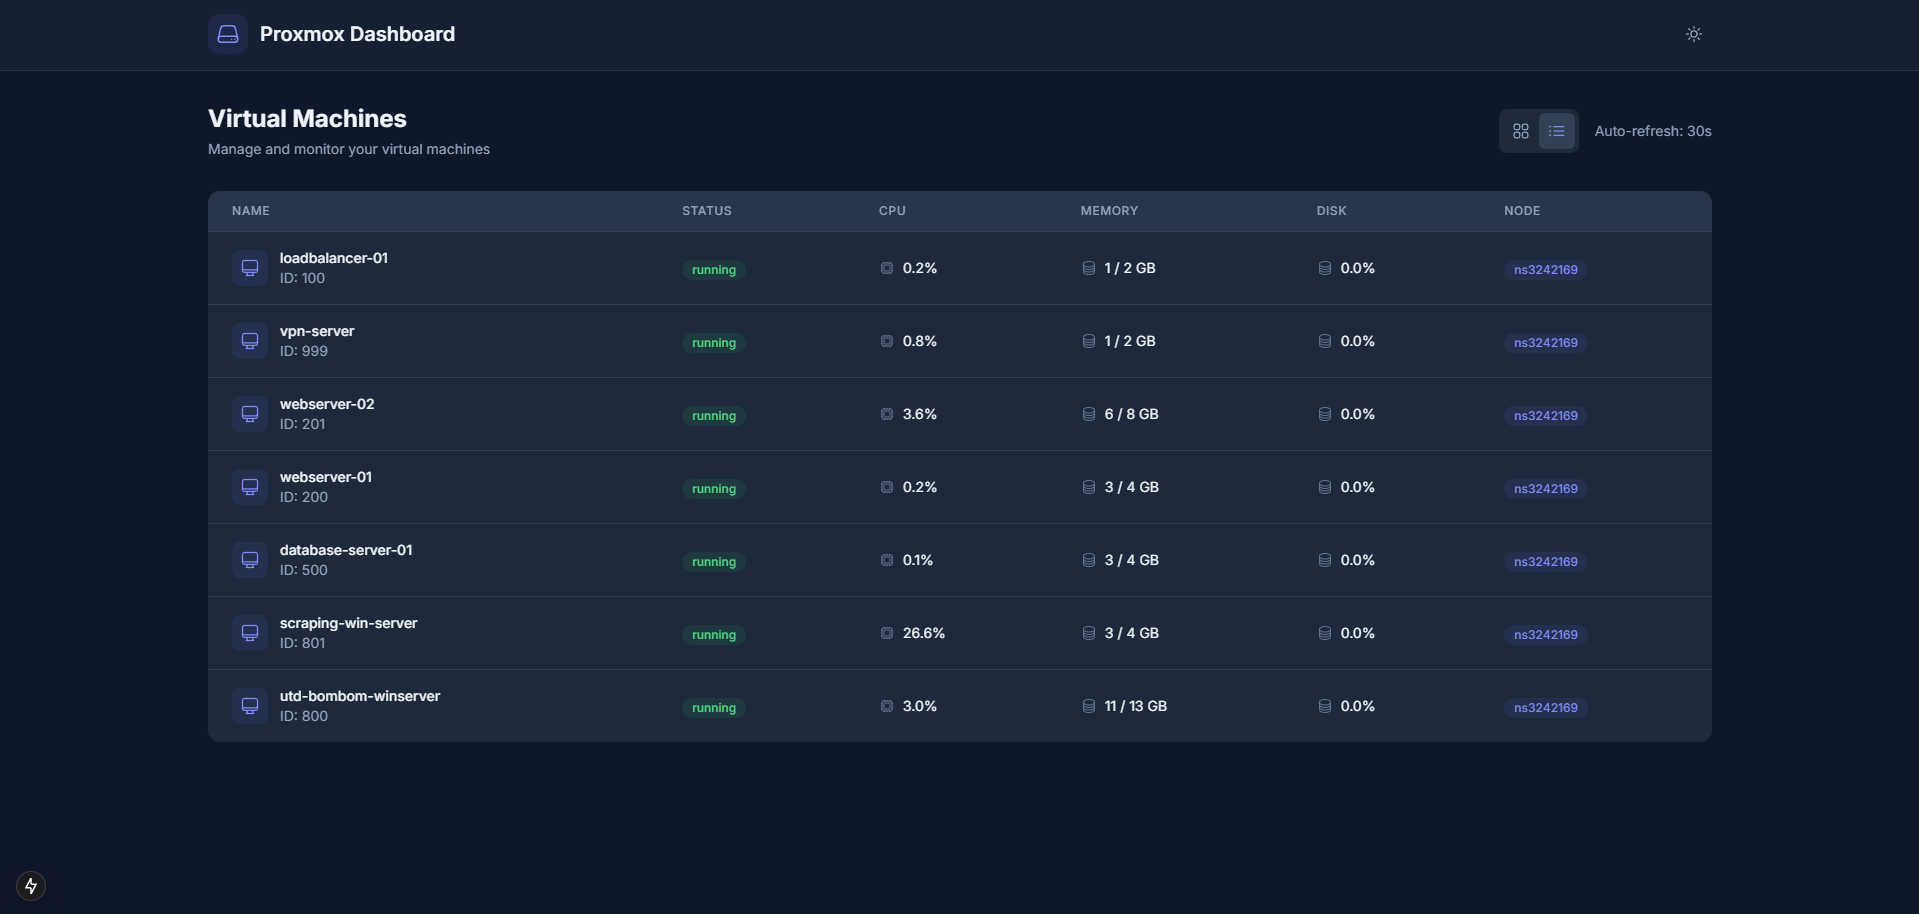 Proxmox Dashboard
Virtual Machines
Manage and monitor your virtual machines
Auto-refresh: 30s
NAME STATUS CPU MEMORY DISK NODE
loadbalancer-01
ID: 100
running 0.2% 1 / 2 GB 0.0% ns3242169
vpn-server
ID: 999
running 0.8% 1 / 2 GB 0.0% ns3242169
webserver-02
ID: 201
running 3.6% 6 / 8 GB 0.0% ns3242169
webserver-01
ID: 200
running 0.2% 3 / 4 GB 0.0% ns3242169
database-server-01
ID: 500
running 0.1% 3 / 4 GB 0.0% ns3242169
scraping-win-server
ID: 801
running 26.6% 3 / 4 GB 0.0% ns3242169
utd-bombom-winserver
ID: 800
running 3.0% 11 / 13 GB 0.0% ns3242169